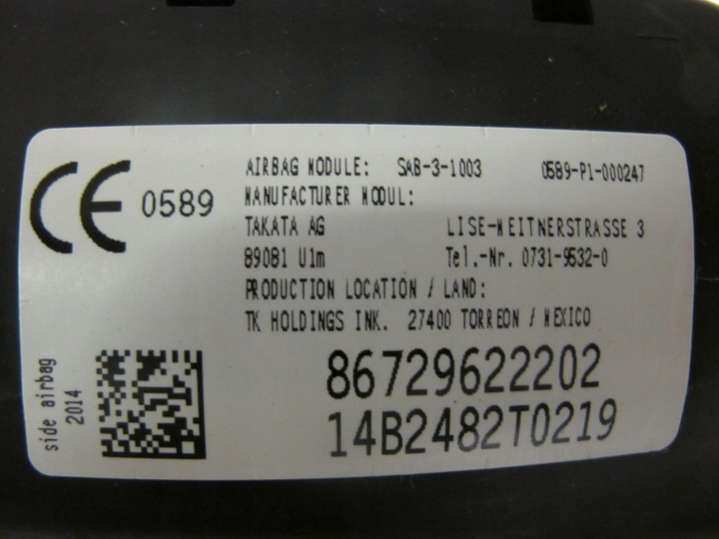 CE 0589
AIRBAG MODULE: SAB-3-1003 0589-P1-000247
MANUFACTURER MODUL:
TAKATA AG LISE-MEITNERSTRASSE 3
89081 Ulm Tel.-Nr. 0731-9532-0
PRODUCTION LOCATION / LAND:
TK HOLDINGS INK. 27400 TORREON / MEXICO
86729622202
14B2482T0219
side airbag
2014